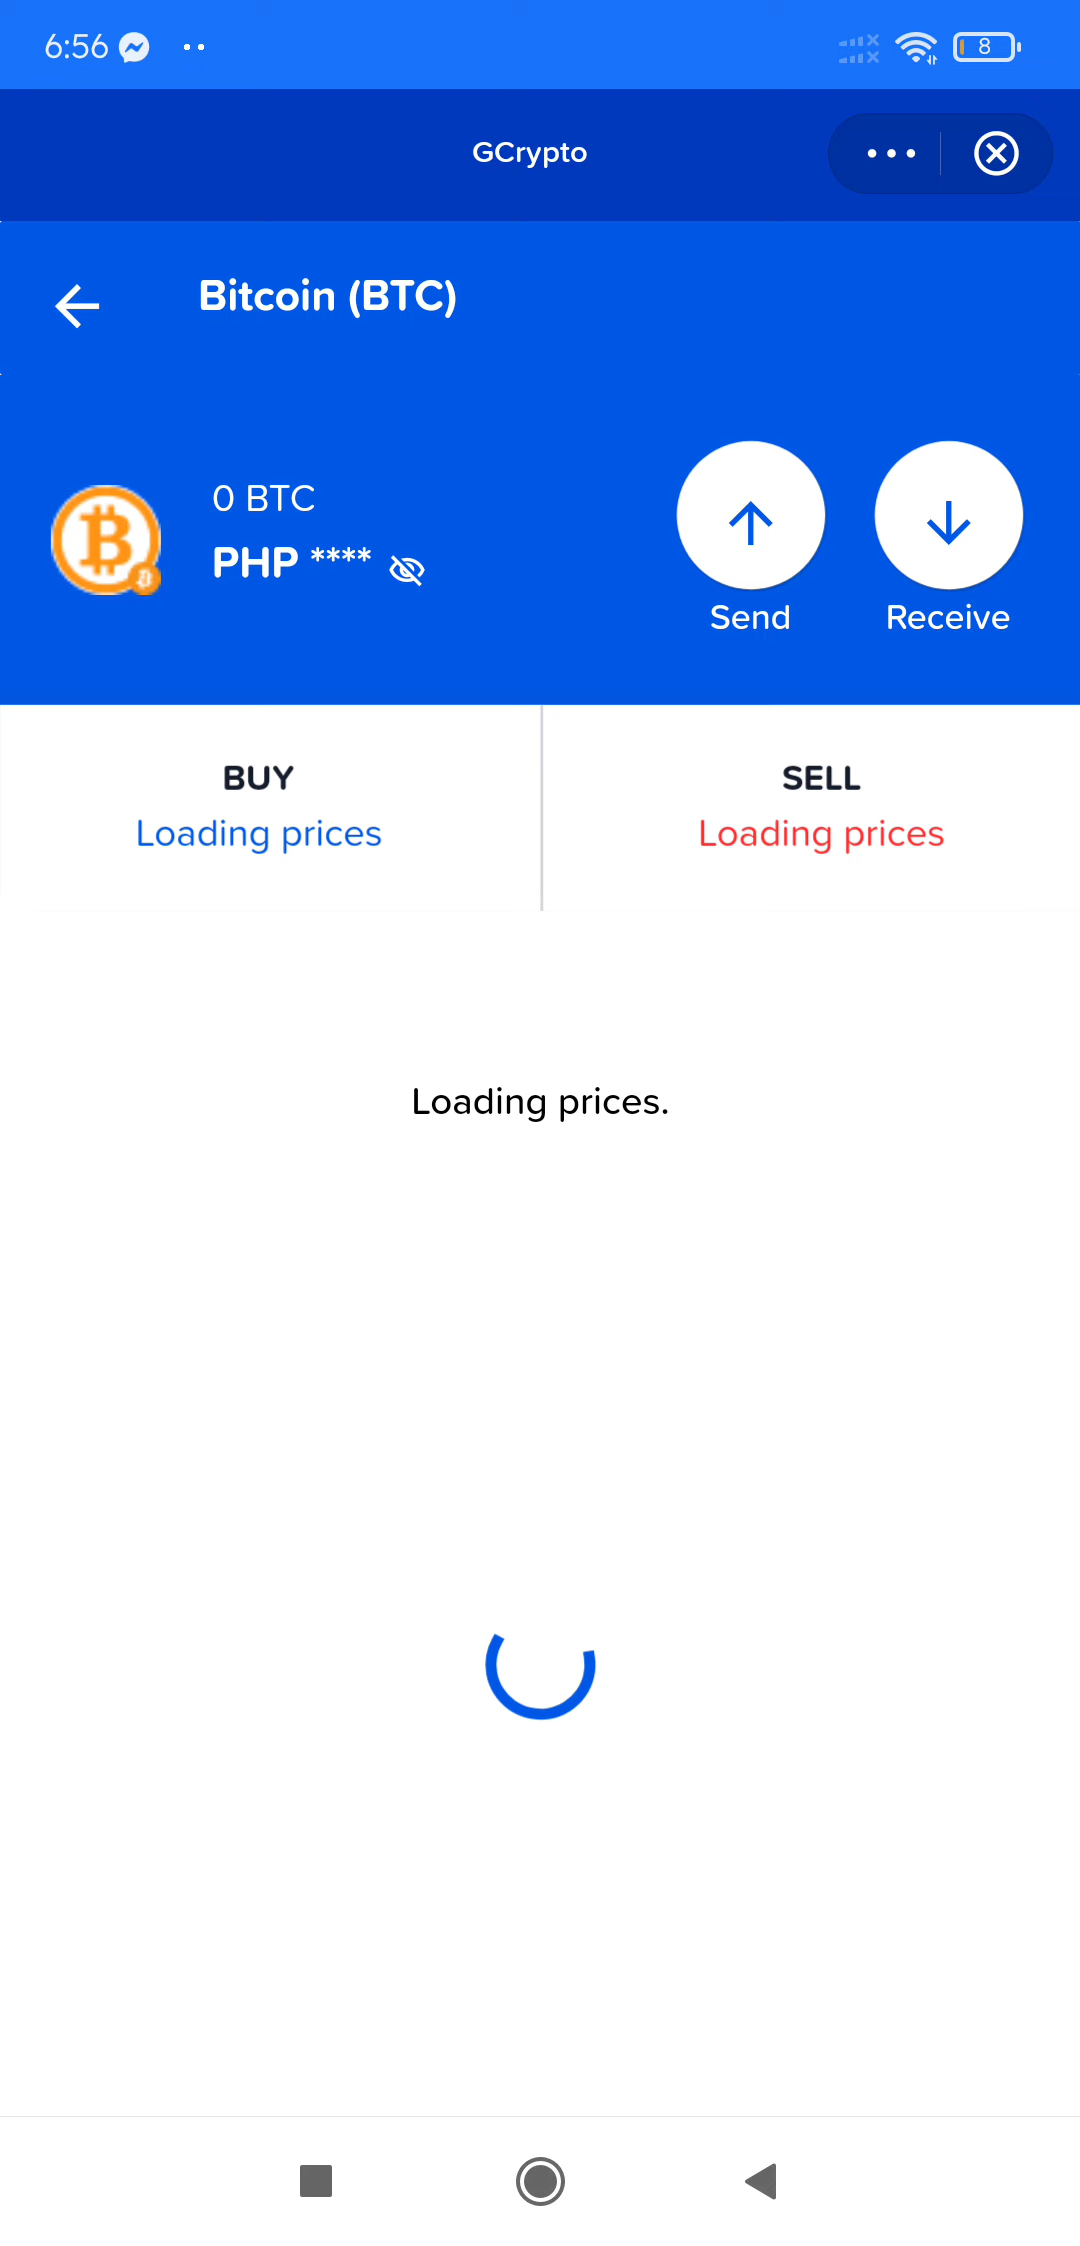 6:56
8
GCrypto
Bitcoin (BTC)
0 BTC
PHP ****
Send
Receive
BUY
SELL
Loading prices
Loading prices
Loading prices.